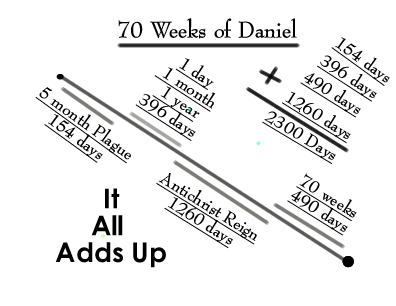 70 Weeks of Daniel
5 month Plague
154 days
1 day
1 month
1 year
396 days
Antichrist Reign
1260 days
70 weeks
490 days
154 days
396 days
+ 490 days
1260 days
2300 Days
It
All
Adds Up